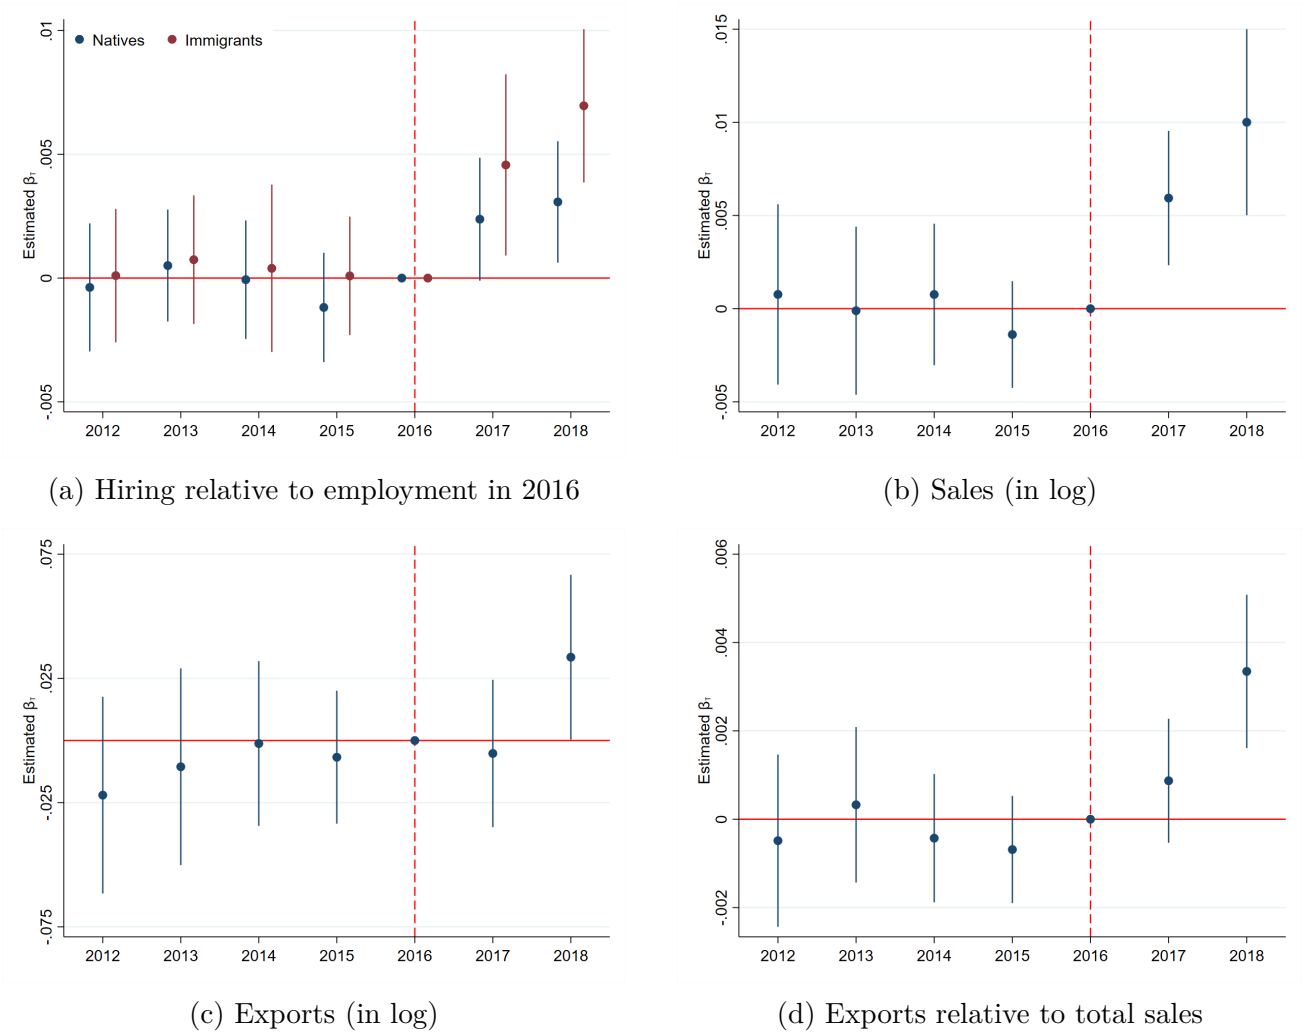 Natives Immigrants
Estimated βτ
.01
.005
0
-.005
2012 2013 2014 2015 2016 2017 2018
(a) Hiring relative to employment in 2016
Estimated βτ
.015
.01
.005
0
-.005
2012 2013 2014 2015 2016 2017 2018
(b) Sales (in log)
Estimated βτ
.075
.025
-.025
-.075
2012 2013 2014 2015 2016 2017 2018
(c) Exports (in log)
Estimated βτ
.006
.004
.002
0
-.002
2012 2013 2014 2015 2016 2017 2018
(d) Exports relative to total sales